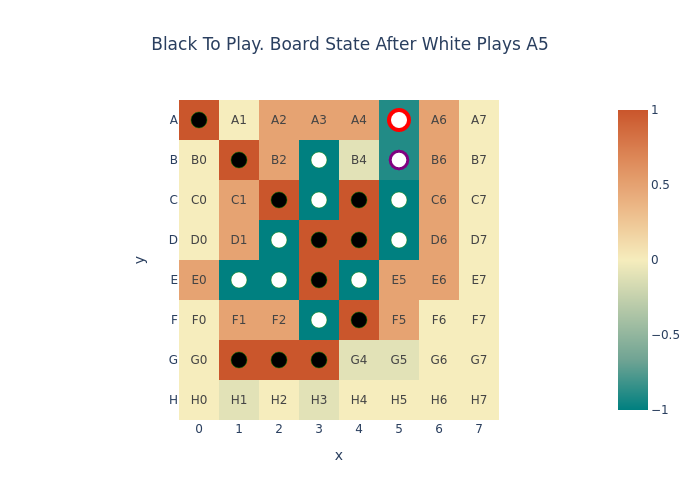 Black To Play. Board State After White Plays A5
A A1 A2 A3 A4 A6 A7
B B0 B2 B4 B6 B7
C C0 C1 C6 C7
D D0 D1 D6 D7
E E0 E5 E6 E7
F F0 F1 F2 F5 F6 F7
G G0 G4 G5 G6 G7
H H0 H1 H2 H3 H4 H5 H6 H7
0 1 2 3 4 5 6 7
x
y
1
0.5
0
−0.5
−1